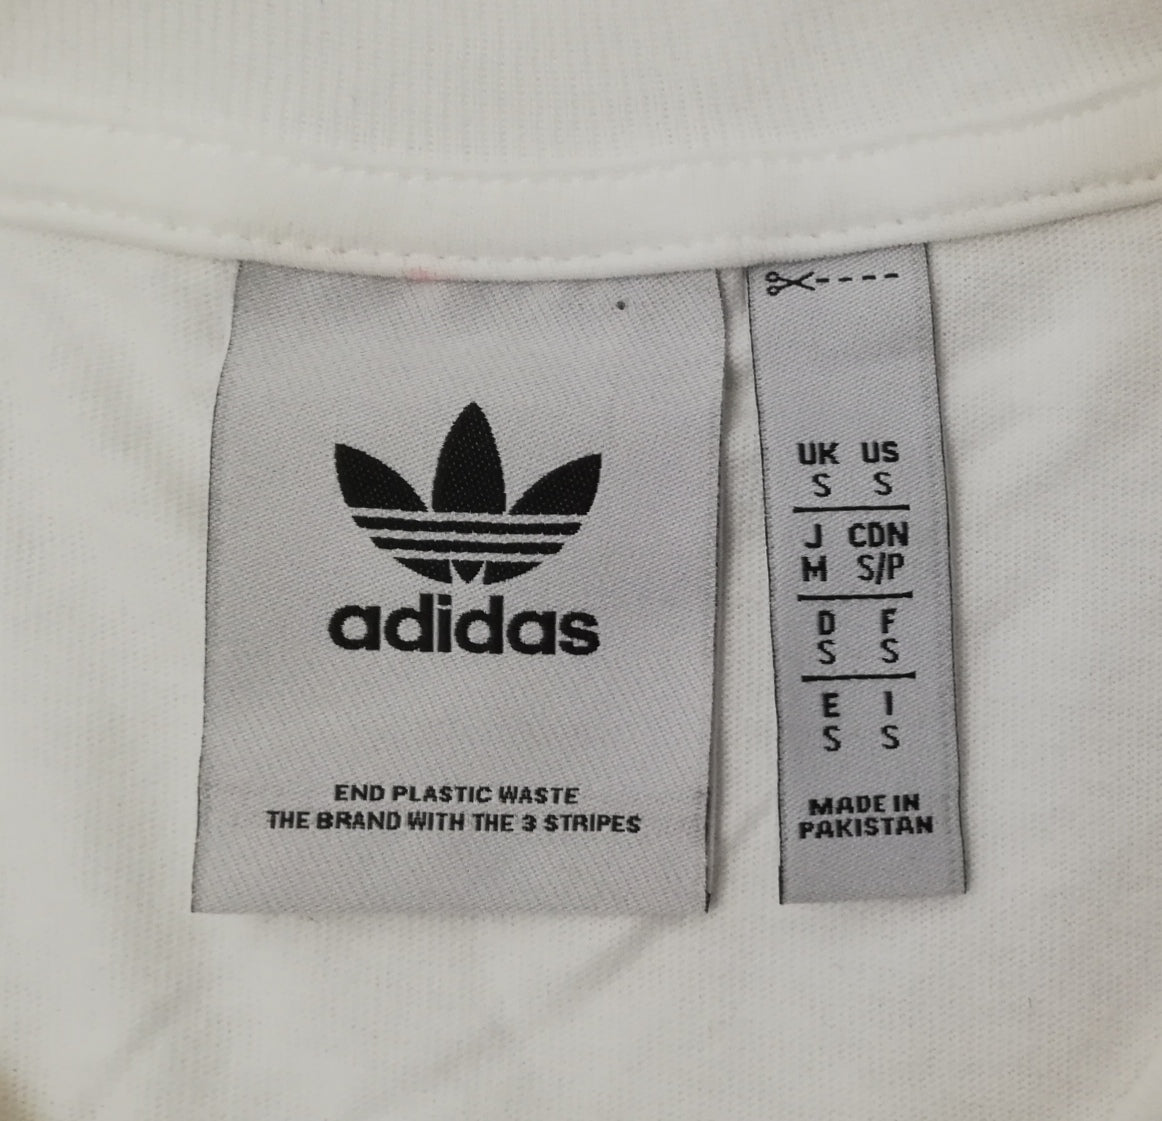 adidas
END PLASTIC WASTE
THE BRAND WITH THE 3 STRIPES
UK US
S S
J CDN
M S/P
D F
S S
E I
S S
MADE IN
PAKISTAN